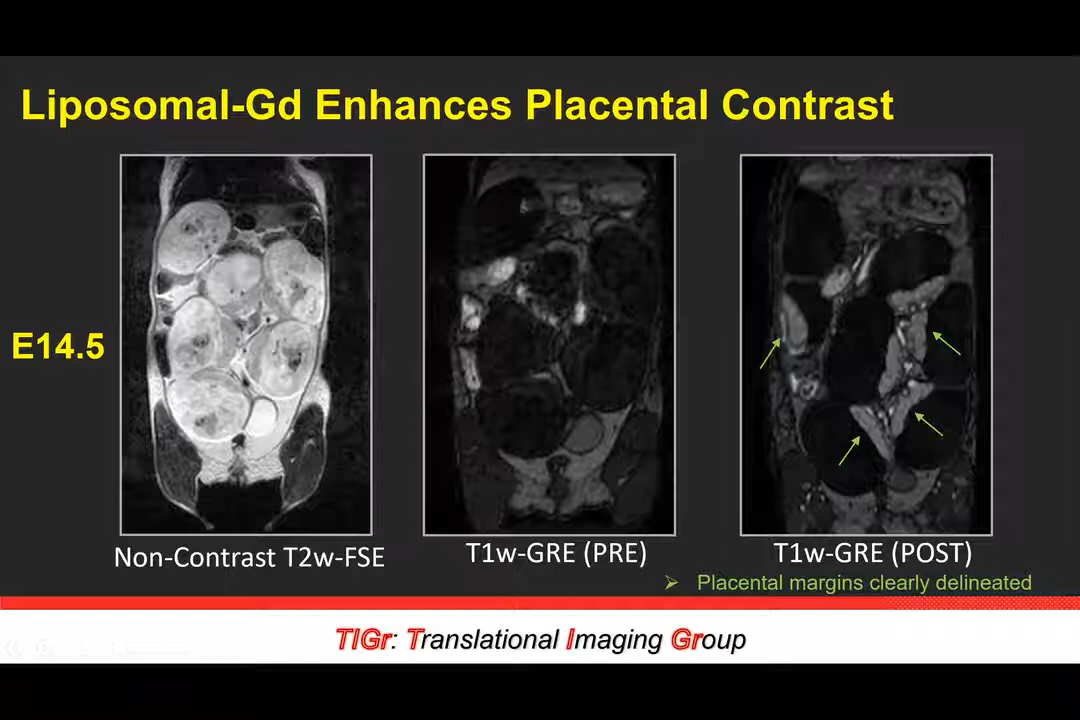 Liposomal-Gd Enhances Placental Contrast
E14.5
Non-Contrast T2w-FSE
T1w-GRE (PRE)
T1w-GRE (POST)
➢ Placental margins clearly delineated
TIGr: Translational Imaging Group